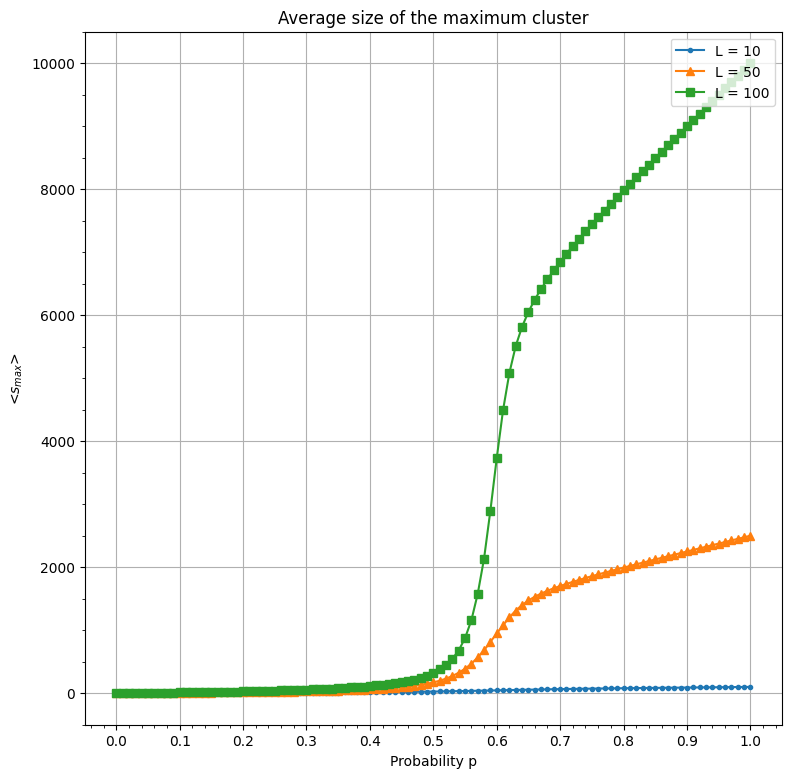 Average size of the maximum cluster
L = 10
L = 50
L = 100
10000
8000
6000
4000
2000
0
<s_max>
0.0 0.1 0.2 0.3 0.4 0.5 0.6 0.7 0.8 0.9 1.0
Probability p